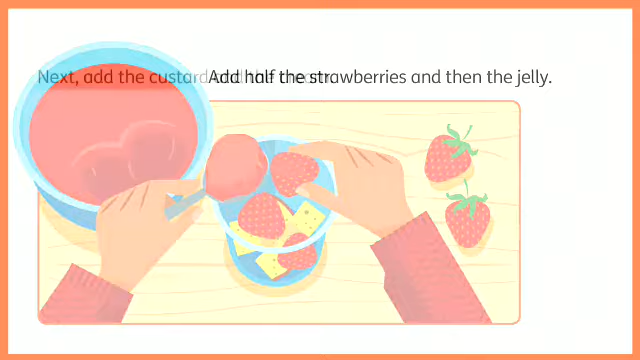 Next, add the custard Add half the strawberries and then the jelly.